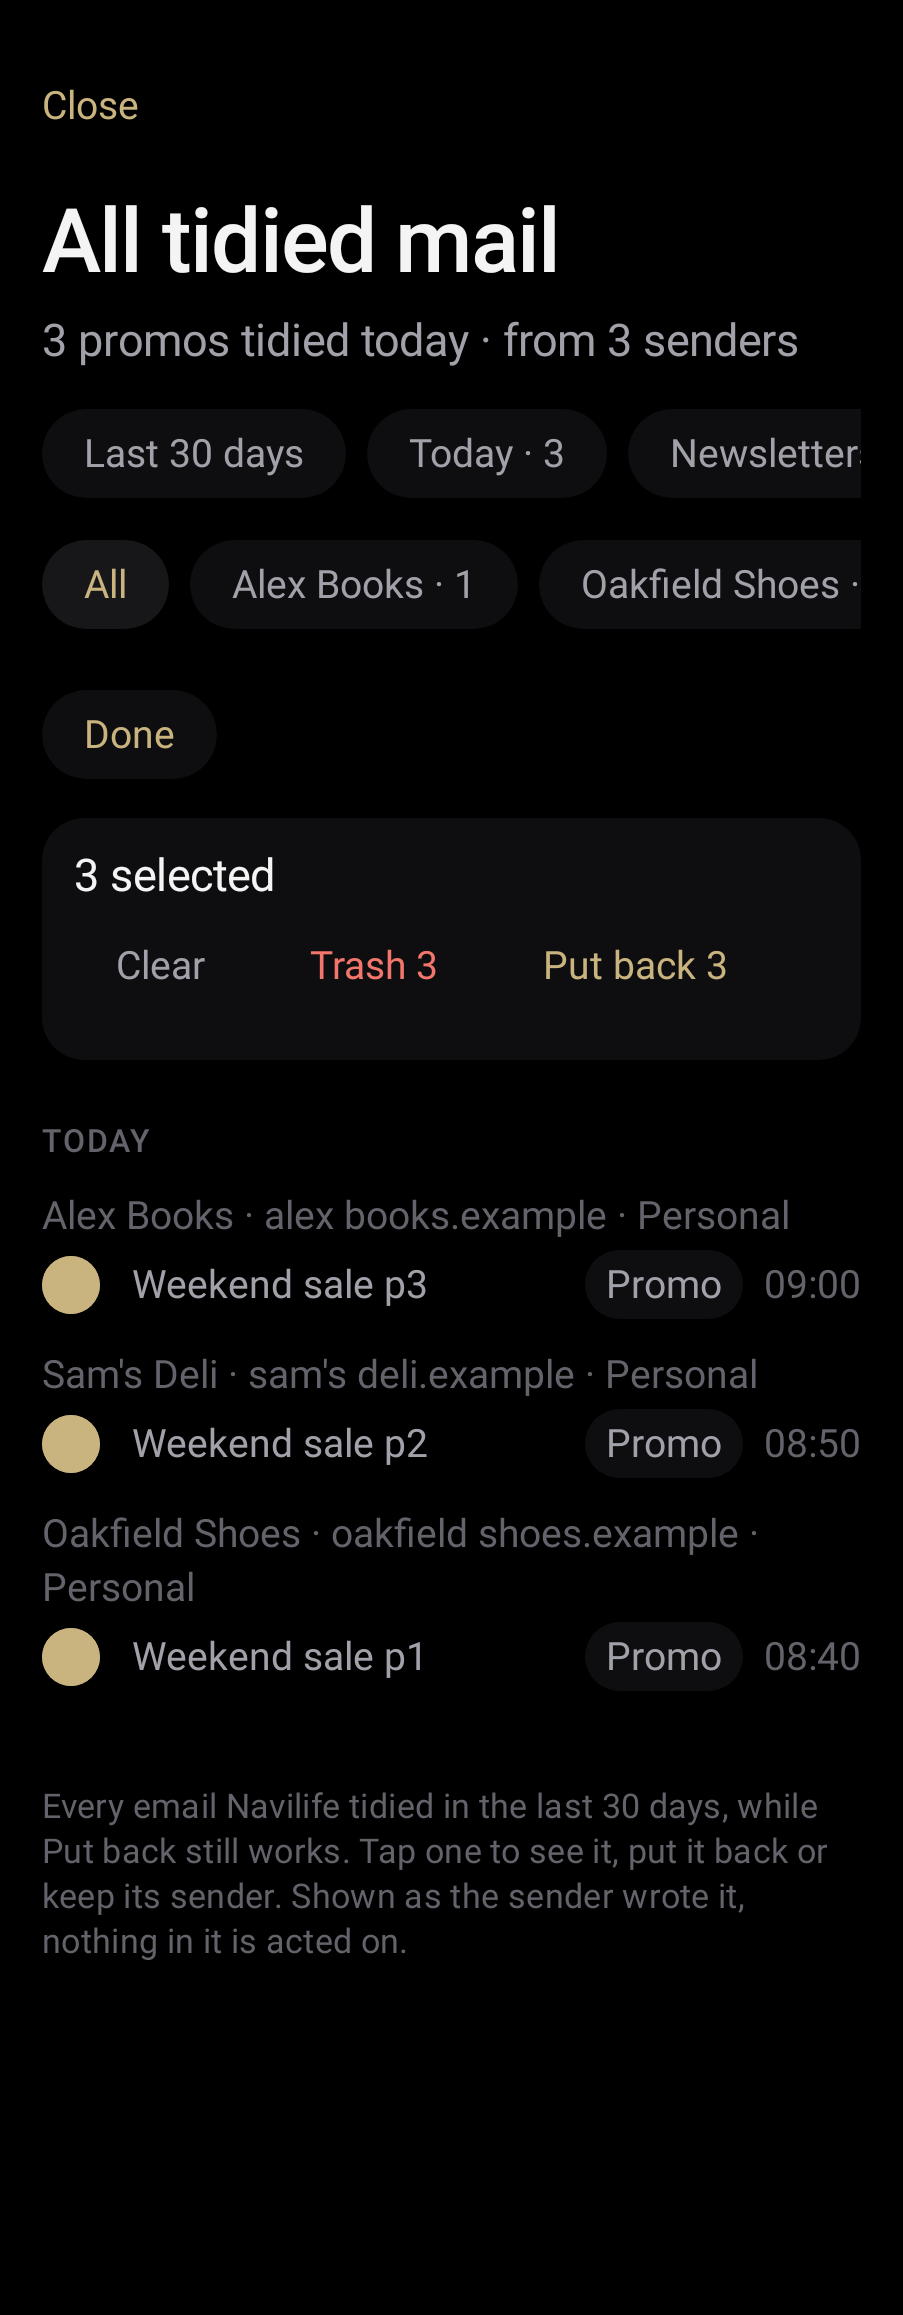 Close
All tidied mail
3 promos tidied today · from 3 senders
Last 30 days Today · 3 Newsletters
All Alex Books · 1 Oakfield Shoes ·
Done
3 selected
Clear Trash 3 Put back 3
TODAY
Alex Books · alex books.example · Personal
Weekend sale p3 Promo 09:00
Sam's Deli · sam's deli.example · Personal
Weekend sale p2 Promo 08:50
Oakfield Shoes · oakfield shoes.example ·
Personal
Weekend sale p1 Promo 08:40
Every email Navilife tidied in the last 30 days, while
Put back still works. Tap one to see it, put it back or
keep its sender. Shown as the sender wrote it,
nothing in it is acted on.